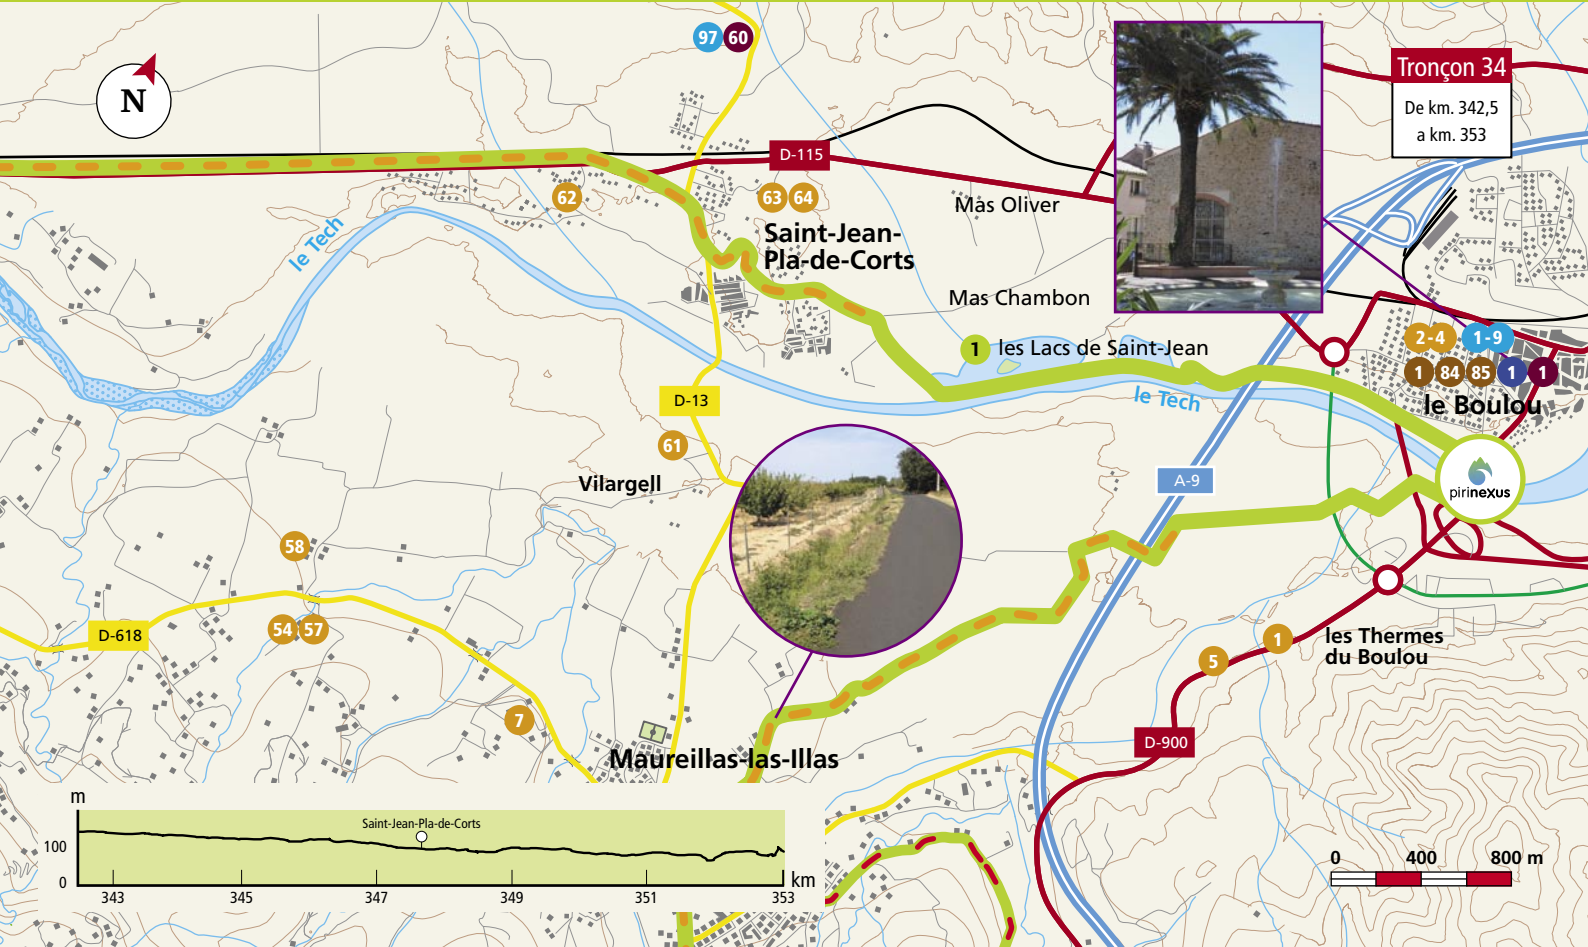 97 60
N
Tronçon 34
De km. 342,5
a km. 353
D-115
62
63 64
Mas Oliver
Saint-Jean-
Pla-de-Corts
le Tech
Mas Chambon
1 les Lacs de Saint-Jean
2-4 1-9
1 84 85 1 1
le Boulou
le Tech
D-13
61
Vilargell
A-9
pirinexus
58
54 57
D-618
1
les Thermes
du Boulou
5
7
D-900
Maureillas-las-Illas
m
Saint-Jean-Pla-de-Corts
100
0
km
343 345 347 349 351 353
0 400 800 m